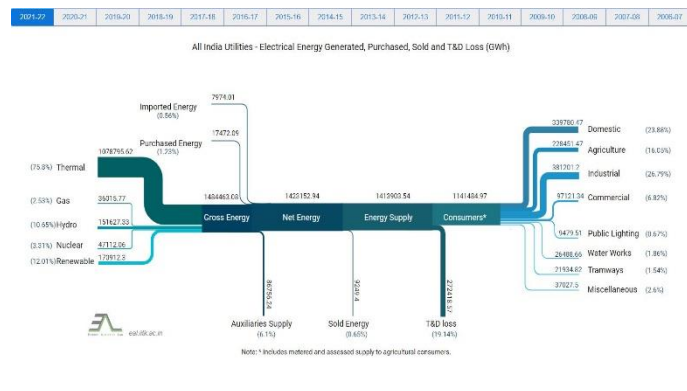 2021-22 2020-21 2019-20 2018-19 2017-18 2016-17 2015-16 2014-15 2013-14 2012-13 2011-12 2010-11 2009-10 2008-09 2007-08 2006-07
All India Utilities - Electrical Energy Generated, Purchased, Sold and T&D Loss (GWh)
7974.01
Imported Energy
(0.56%)
17472.09
Purchased Energy
(1.23%)
1078795.62
(75.8%) Thermal
36015.77
(2.53%) Gas
151627.33
(10.65%) Hydro
47112.06
(3.31%) Nuclear
170912.3
(12.01%) Renewable
1484463.08
Gross Energy
1423152.94
Net Energy
1413903.54
Energy Supply
1141484.97
Consumers*
339780.47
Domestic (23.88%)
228451.47
Agriculture (16.05%)
381201.2
Industrial (26.79%)
97121.34
Commercial (6.82%)
9479.51
Public Lighting (0.67%)
26488.66
Water Works (1.86%)
21934.82
Tramways (1.54%)
37027.5
Miscellaneous (2.6%)
86756.24
Auxiliaries Supply
(6.1%)
9249.4
Sold Energy
(0.65%)
272418.57
T&D loss
(19.14%)
eal.iitk.ac.in
Note: * Includes metered and assessed supply to agricultural consumers.